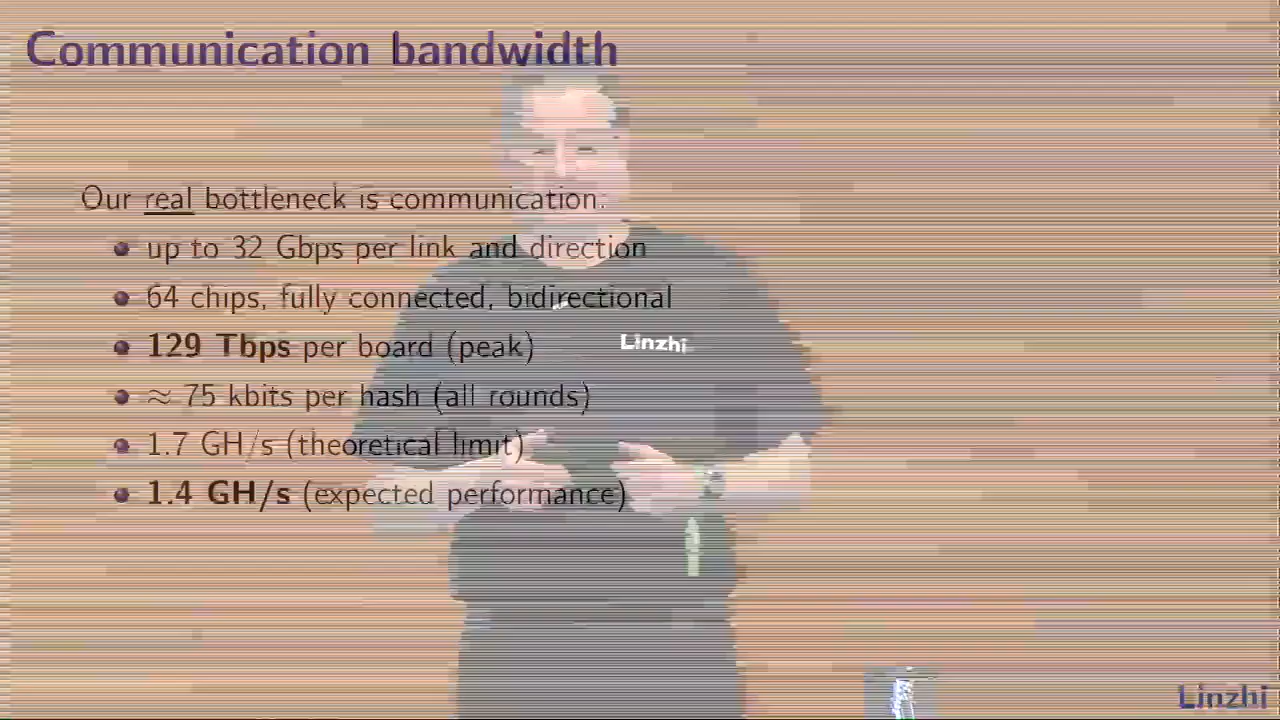 Communication bandwidth
Our real bottleneck is communication:
up to 32 Gbps per link and direction
64 chips, fully connected, bidirectional
129 Tbps per board (peak)
≈ 75 kbits per hash (all rounds)
1.7 GH/s (theoretical limit)
1.4 GH/s (expected performance)
Linzhi
Linzhi